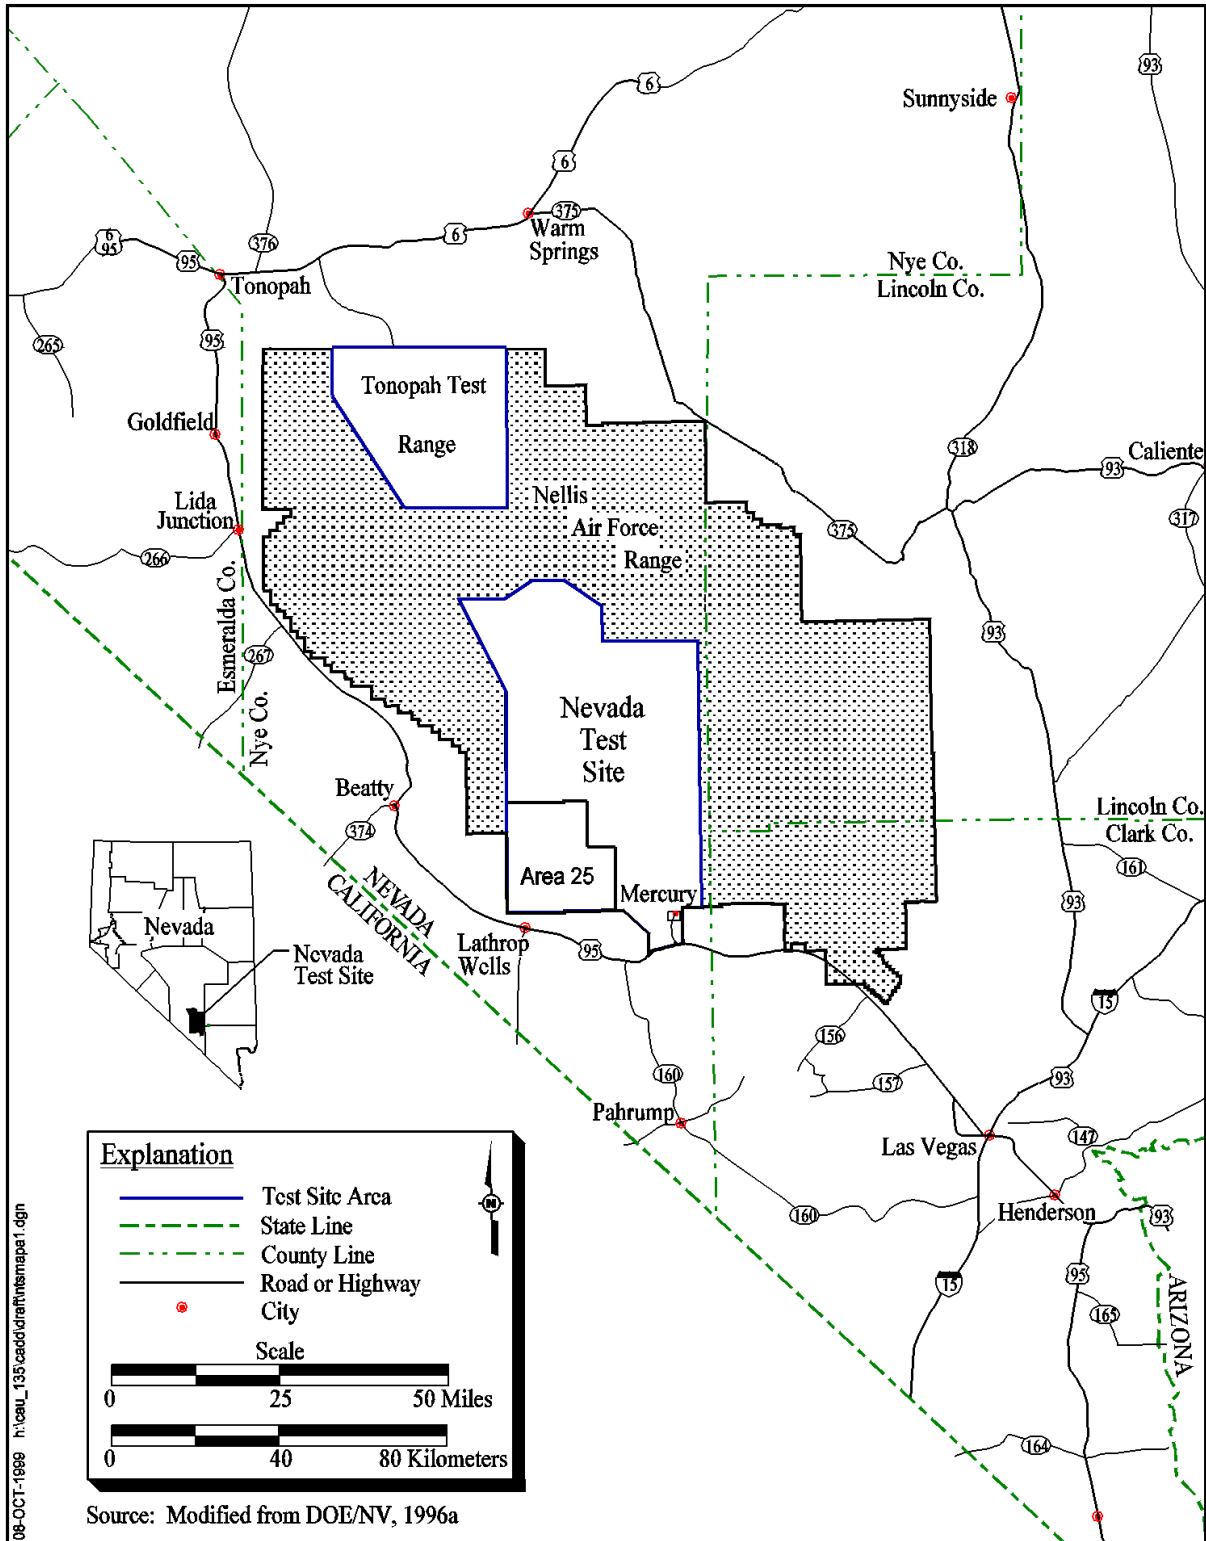 93
6
Sunnyside
6
375
Warm
Springs
6
376
6
95
95
Tonopah
Nye Co.
Lincoln Co.
95
265
Tonopah Test
Range
Goldfield
318
Caliente
93
Nellis
Air Force
Range
Lida
Junction
375
317
266
Esmeralda Co.
Nye Co.
267
93
Nevada
Test
Site
Beatty
374
Lincoln Co.
Clark Co.
161
NEVADA
CALIFORNIA
Area 25
Mercury
93
Lathrop
Wells
95
Nevada
Nevada
Test Site
15
156
157
93
160
Pahrump
Las Vegas
147
160
Henderson
93
95
15
165
ARIZONA
164
Explanation
Test Site Area
State Line
County Line
Road or Highway
City
N
Scale
0 25 50 Miles
0 40 80 Kilometers
Source: Modified from DOE/NV, 1996a
08-OCT-1999 h:\cau_135\cadd\draft\ntsmapa1.dgn